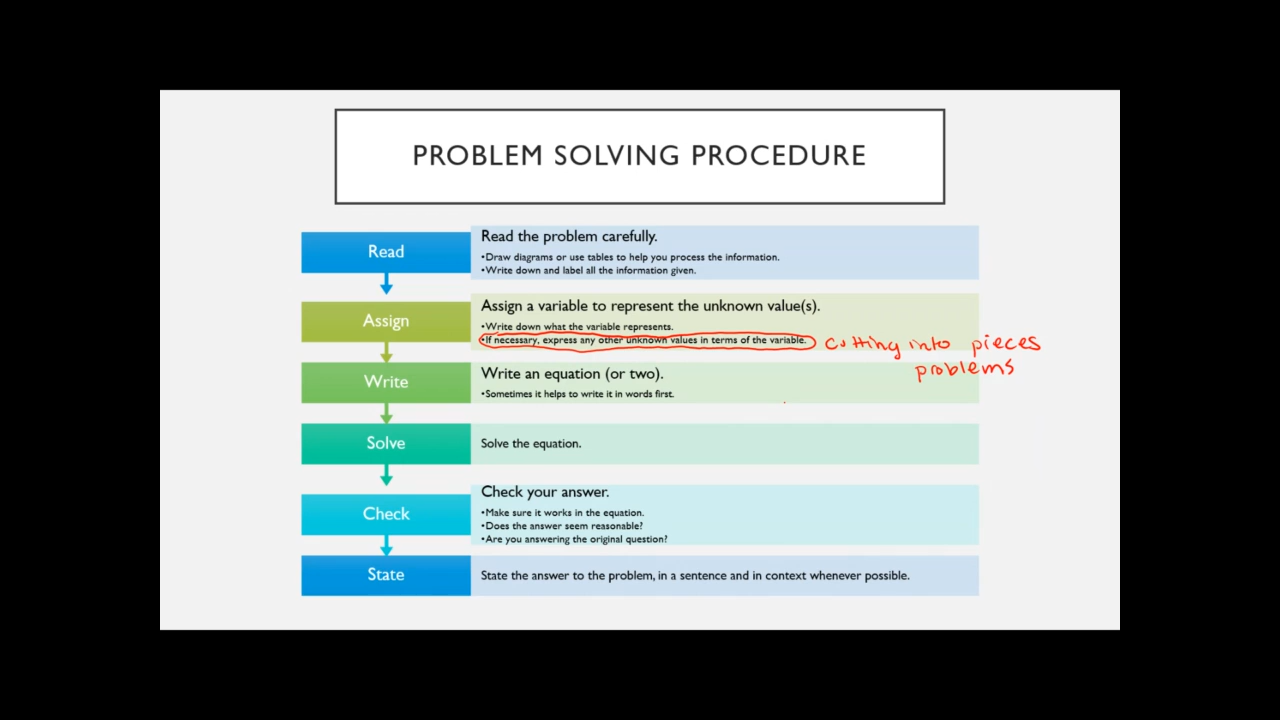 PROBLEM SOLVING PROCEDURE
Read
Read the problem carefully.
•Draw diagrams or use tables to help you process the information.
•Write down and label all the information given.
Assign
Assign a variable to represent the unknown value(s).
•Write down what the variable represents.
•If necessary, express any other unknown values in terms of the variable.
cutting into pieces
problems
Write
Write an equation (or two).
•Sometimes it helps to write it in words first.
Solve
Solve the equation.
Check
Check your answer.
•Make sure it works in the equation.
•Does the answer seem reasonable?
•Are you answering the original question?
State
State the answer to the problem, in a sentence and in context whenever possible.